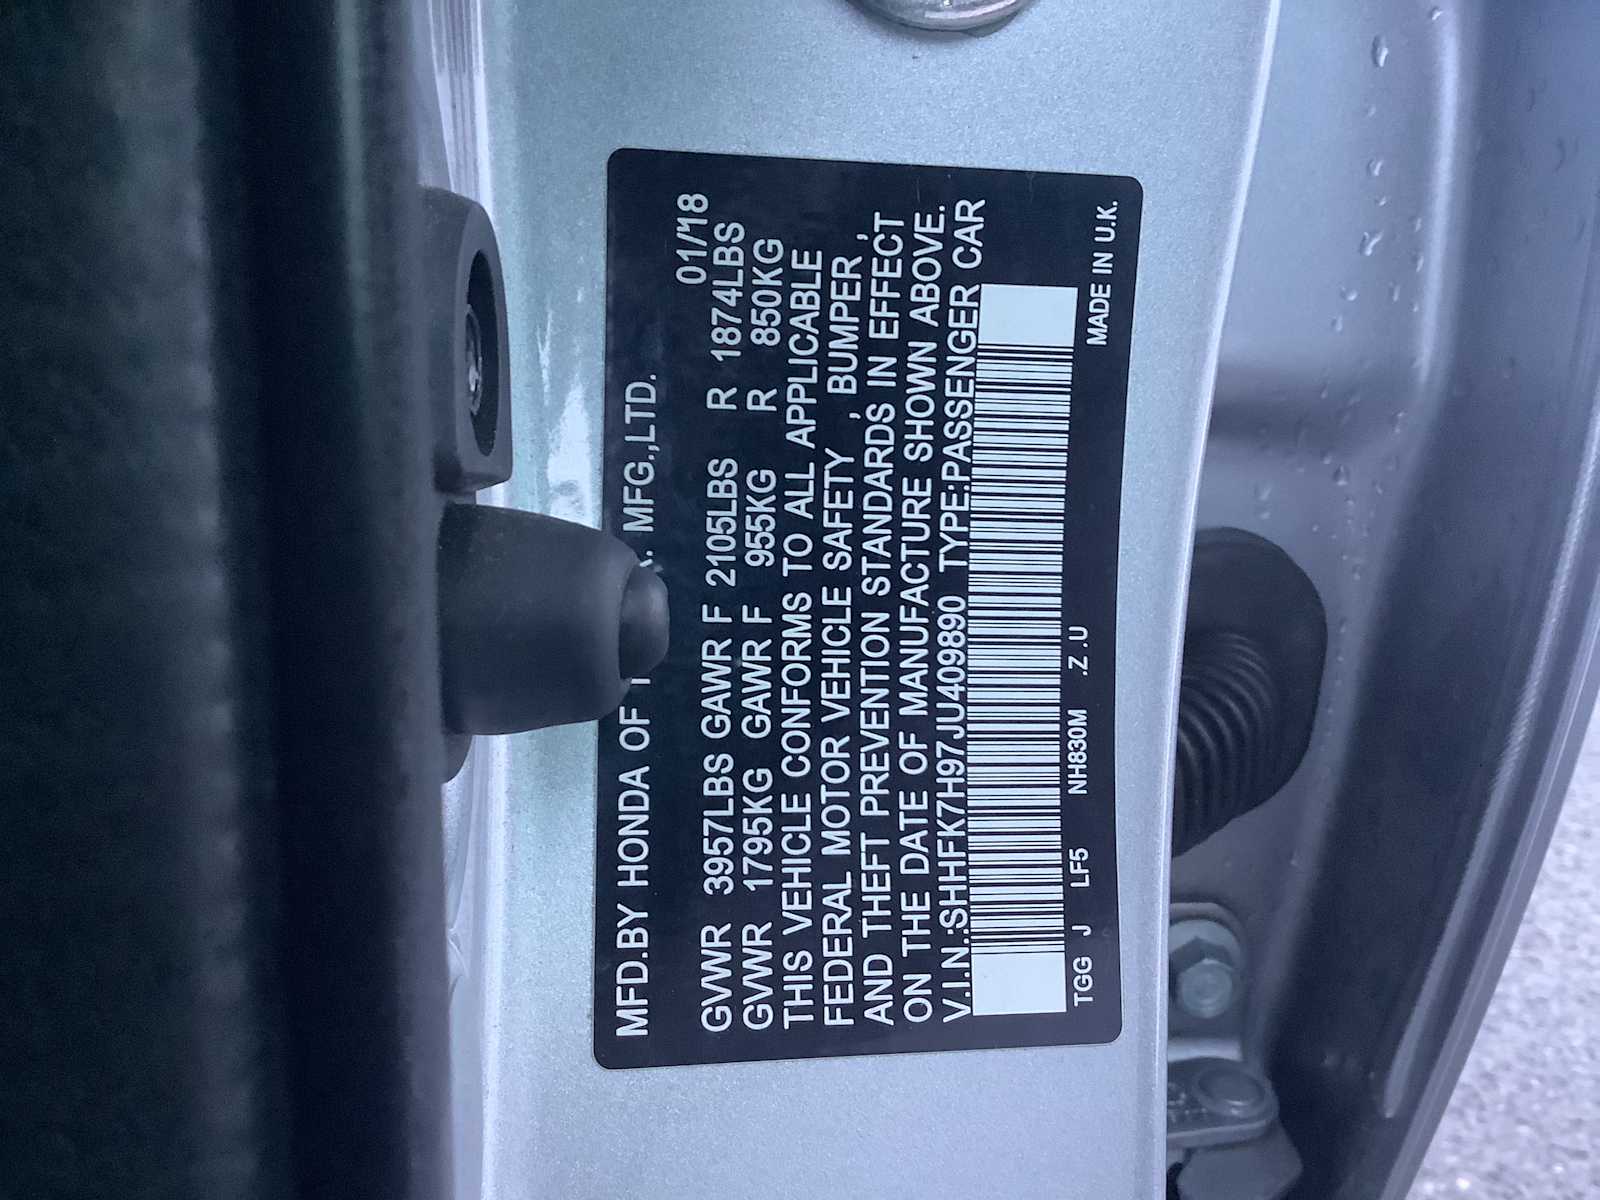 MFD.BY HONDA OF MFG.,LTD. 01/18
GVWR 3957LBS GAWR F 2105LBS R 1874LBS
GVWR 1795KG GAWR F 955KG R 850KG
THIS VEHICLE CONFORMS TO ALL APPLICABLE
FEDERAL MOTOR VEHICLE SAFETY , BUMPER ,
AND THEFT PREVENTION STANDARDS IN EFFECT
ON THE DATE OF MANUFACTURE SHOWN ABOVE.
V.I.N.:SHHFK7H97JU409890 TYPE:PASSENGER CAR
TGG J LF5 NH830M .Z .U MADE IN U.K.